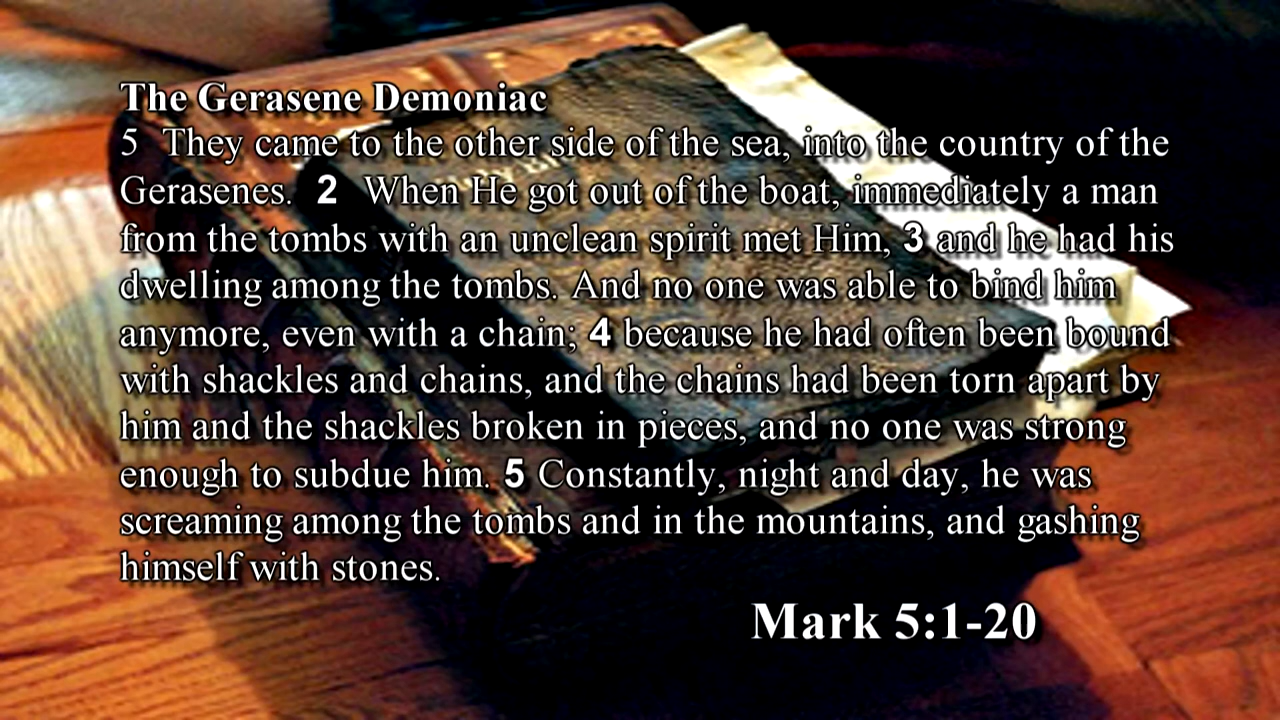 The Gerasene Demoniac
5 They came to the other side of the sea, into the country of the
Gerasenes. 2 When He got out of the boat, immediately a man
from the tombs with an unclean spirit met Him, 3 and he had his
dwelling among the tombs. And no one was able to bind him
anymore, even with a chain; 4 because he had often been bound
with shackles and chains, and the chains had been torn apart by
him and the shackles broken in pieces, and no one was strong
enough to subdue him. 5 Constantly, night and day, he was
screaming among the tombs and in the mountains, and gashing
himself with stones.
Mark 5:1-20